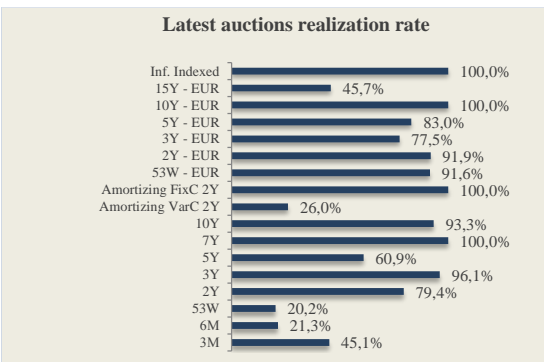 Latest auctions realization rate
Inf. Indexed 100,0%
15Y - EUR 45,7%
10Y - EUR 100,0%
5Y - EUR 83,0%
3Y - EUR 77,5%
2Y - EUR 91,9%
53W - EUR 91,6%
Amortizing FixC 2Y 100,0%
Amortizing VarC 2Y 26,0%
10Y 93,3%
7Y 100,0%
5Y 60,9%
3Y 96,1%
2Y 79,4%
53W 20,2%
6M 21,3%
3M 45,1%